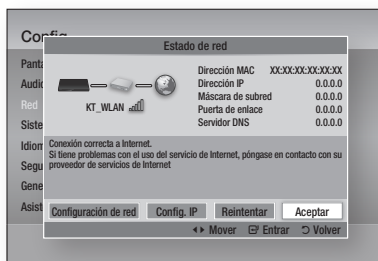 Config
Estado de red
Panta
Audio
Red
Siste
Idiom
Segu
Gene
Asist
KT_WLAN
Dirección MAC XX:XX:XX:XX:XX:XX
Dirección IP 0.0.0.0
Máscara de subred 0.0.0.0
Puerta de enlace 0.0.0.0
Servidor DNS 0.0.0.0
Conexión correcta a Internet.
Si tiene problemas con el uso del servicio de Internet, póngase en contacto con su
proveedor de servicios de Internet
Configuración de red Config. IP Reintentar Aceptar
Mover Entrar Volver